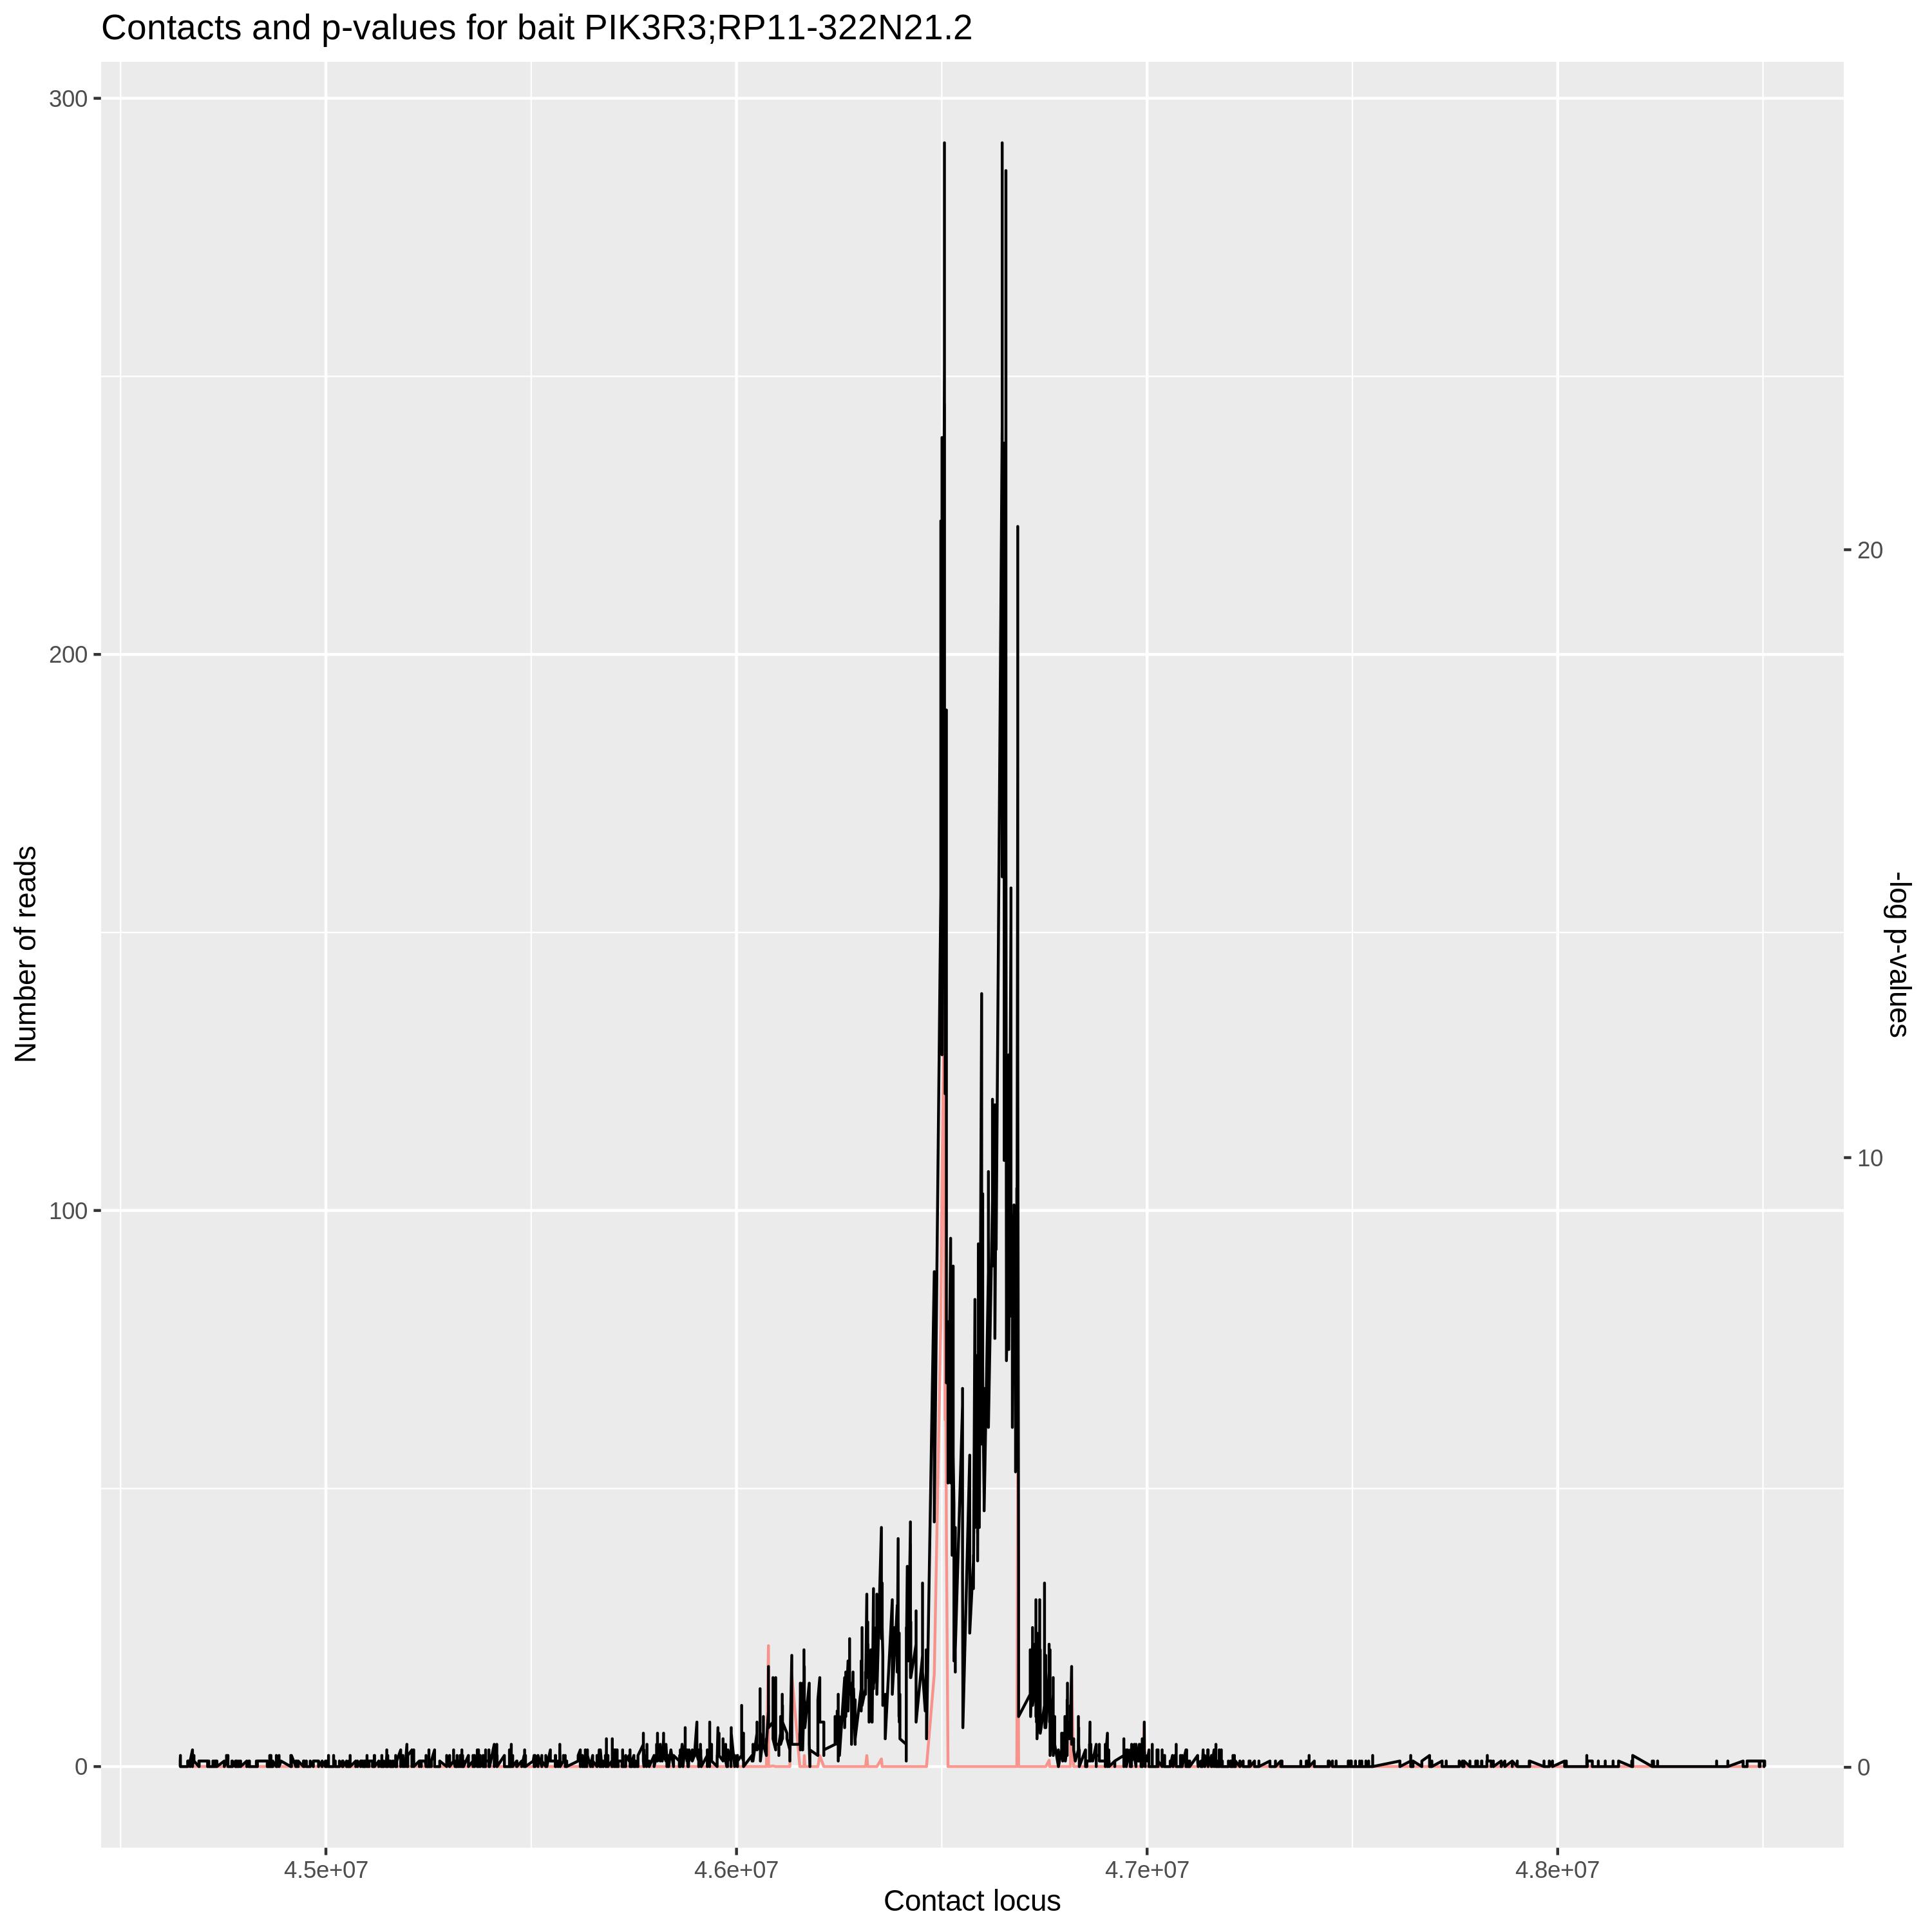 Contacts and p-values for bait PIK3R3;RP11-322N21.2
300
200
100
0
Number of reads
20
10
0
-log p-values
4.5e+07
4.6e+07
4.7e+07
4.8e+07
Contact locus